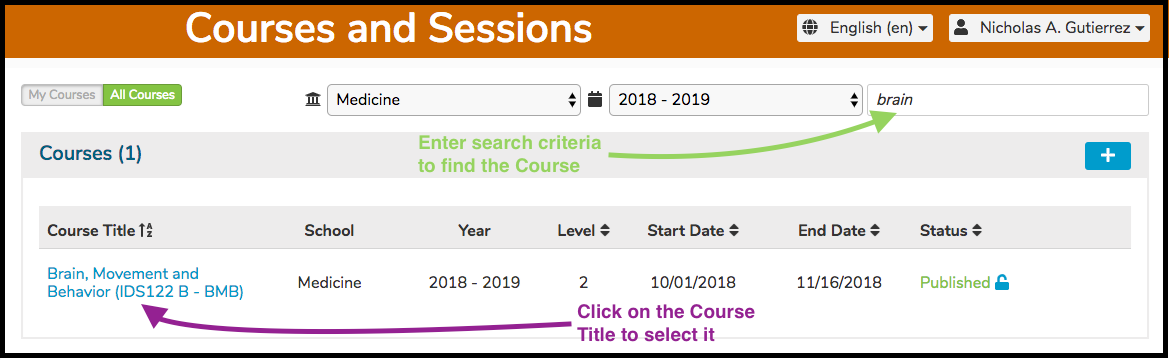 Courses and Sessions
English (en)
Nicholas A. Gutierrez
My Courses
All Courses
Medicine
2018 - 2019
brain
Enter search criteria
to find the Course
Courses (1)
+
Course Title
School
Year
Level
Start Date
End Date
Status
Brain, Movement and
Behavior (IDS122 B - BMB)
Medicine
2018 - 2019
2
10/01/2018
11/16/2018
Published
Click on the Course
Title to select it